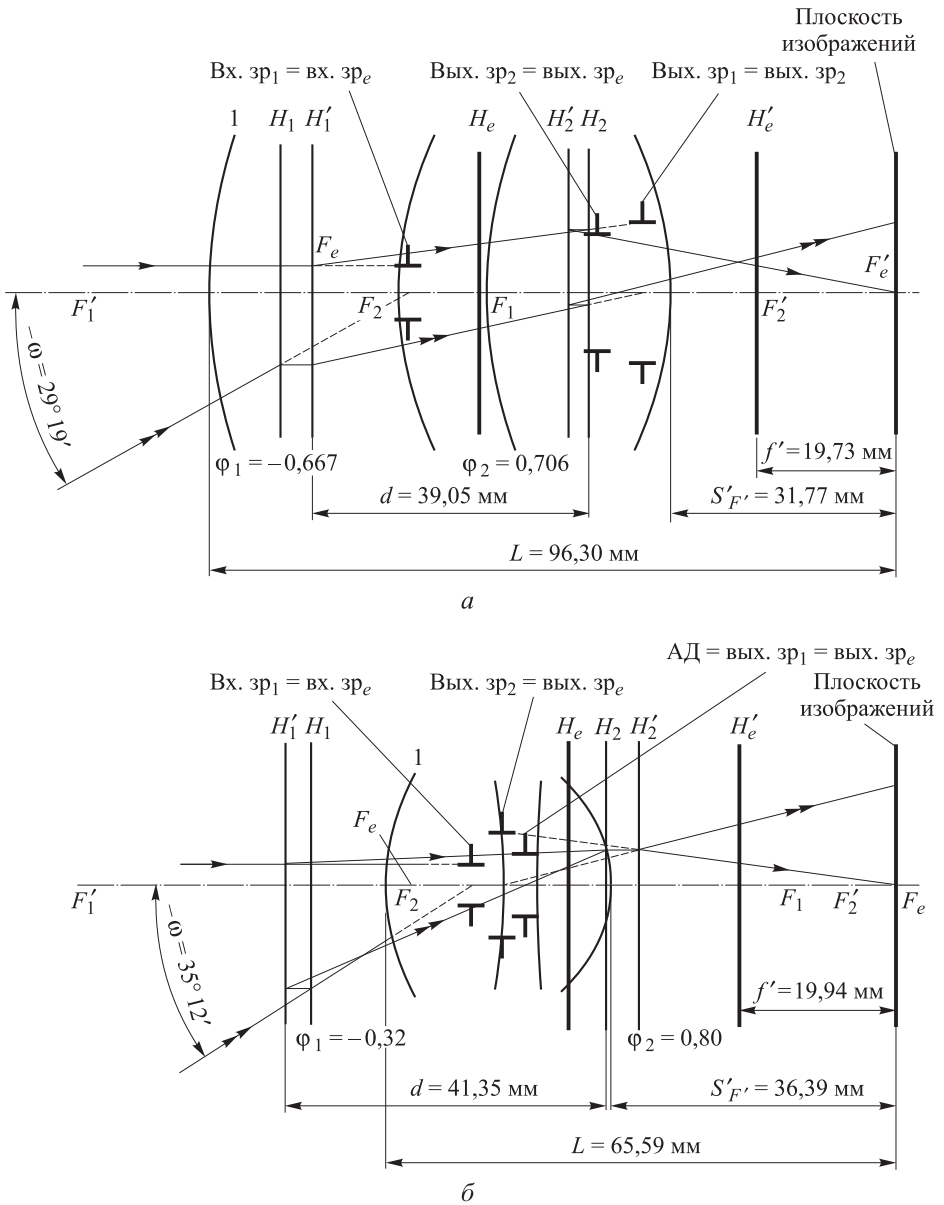 Плоскость
изображений
Вх. зр₁ = вх. зрₑ
Вых. зр₂ = вых. зрₑ
Вых. зр₁ = вых. зр₂
1
H₁
H′₁
Hₑ
H′₂
H₂
H′ₑ
Fₑ
F′ₑ
F′₁
F₂
F₁
F′₂
−ω = 29° 19′
φ₁ = −0,667
φ₂ = 0,706
f′ = 19,73 мм
d = 39,05 мм
S′F′ = 31,77 мм
L = 96,30 мм
а
АД = вых. зр₁ = вых. зрₑ
Вх. зр₁ = вх. зрₑ
Вых. зр₂ = вых. зрₑ
Плоскость
изображений
H′₁
H₁
Hₑ
H₂
H′₂
H′ₑ
1
Fₑ
F′₁
F₂
F₁
F′₂
Fₑ
−ω = 35° 12′
f′ = 19,94 мм
φ₁ = −0,32
φ₂ = 0,80
d = 41,35 мм
S′F′ = 36,39 мм
L = 65,59 мм
б